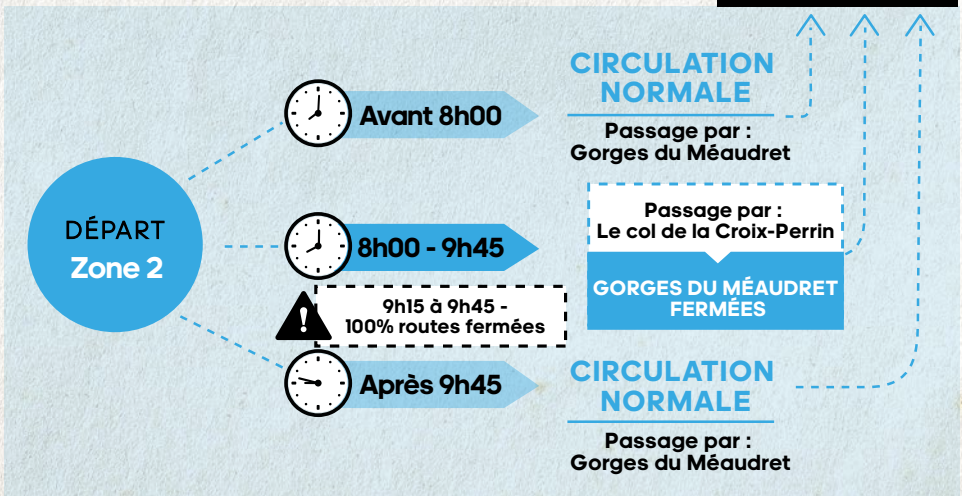 CIRCULATION
NORMALE
Avant 8h00
Passage par :
Gorges du Méaudret
DÉPART
Zone 2
8h00 - 9h45
Passage par :
Le col de la Croix-Perrin
GORGES DU MÉAUDRET
FERMÉES
9h15 à 9h45 -
100% routes fermées
Après 9h45
CIRCULATION
NORMALE
Passage par :
Gorges du Méaudret